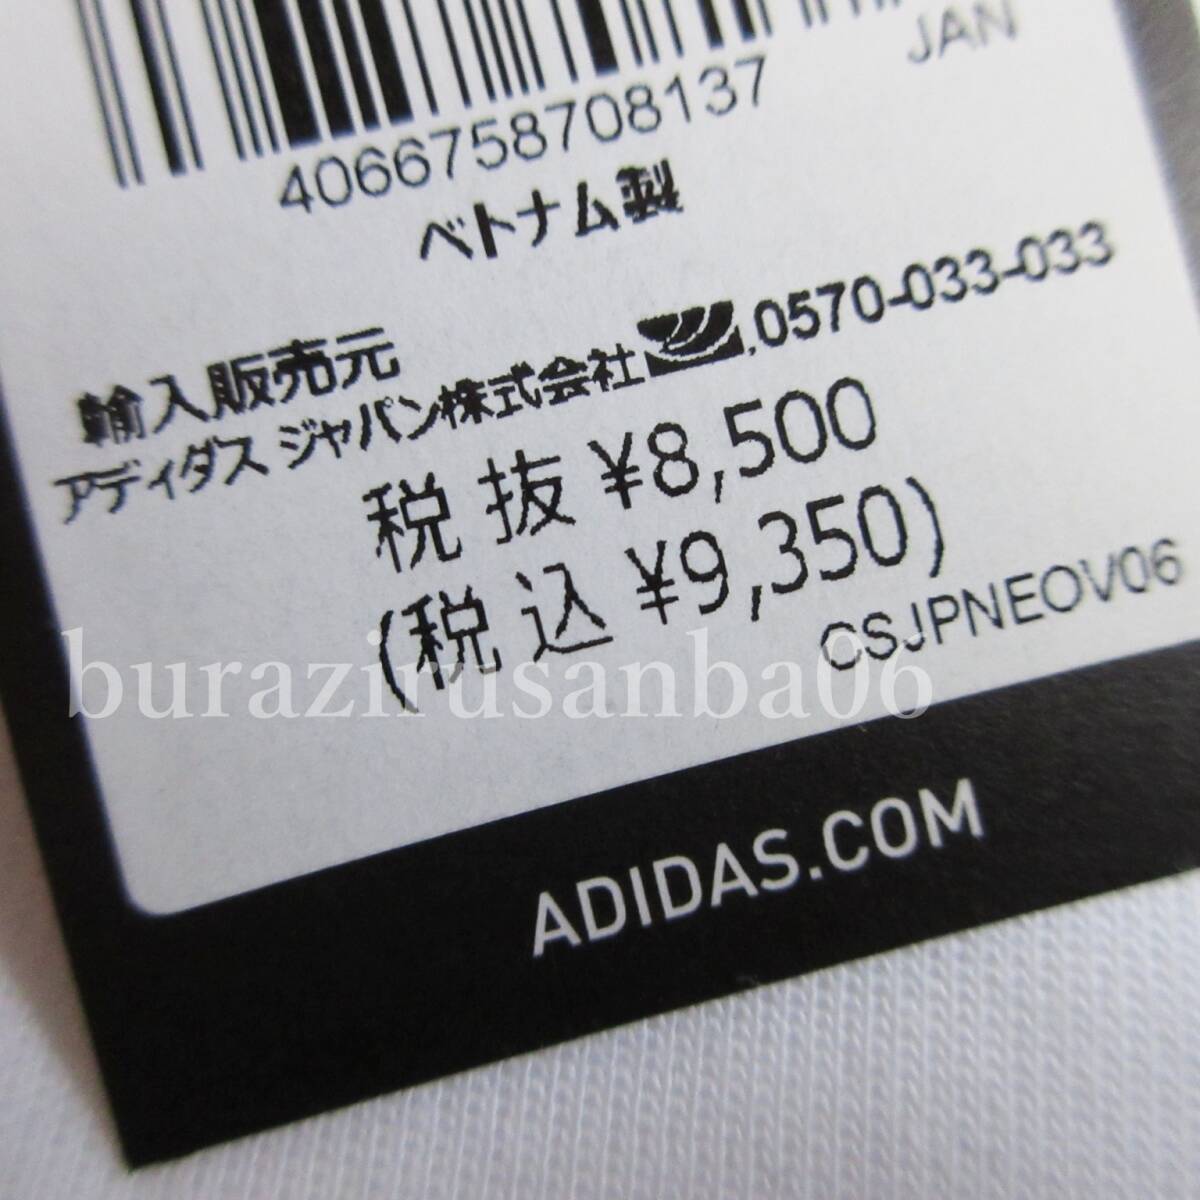 JAN
4066758708137
ベトナム製
輸入販売元
アディダス ジャパン株式会社 0570-033-033
税抜 ¥8,500
(税込 ¥9,350)
CSJPNEOV06
burazirusanba06
ADIDAS.COM